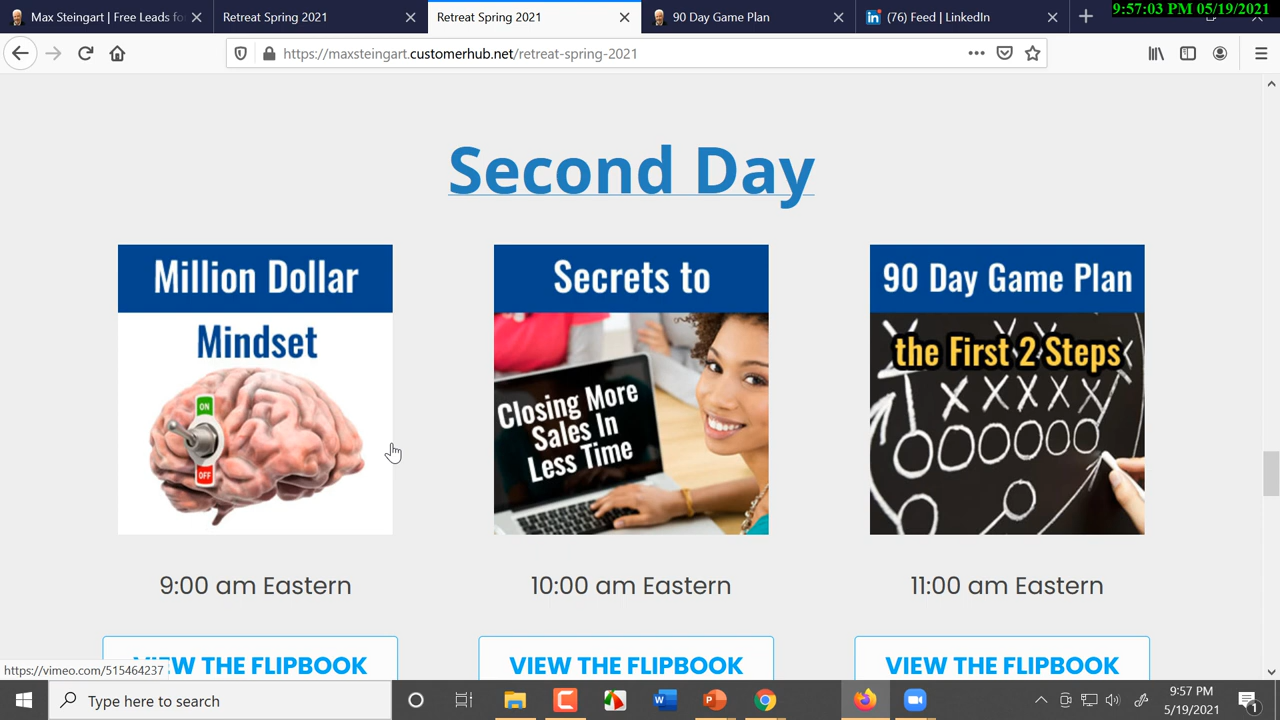 Max Steingart | Free Leads fo
Retreat Spring 2021
Retreat Spring 2021
90 Day Game Plan
(76) Feed | LinkedIn
9:57:03 PM 05/19/2021
https://maxsteingart.customerhub.net/retreat-spring-2021
Second Day
Million Dollar
Mindset
ON
OFF
9:00 am Eastern
VIEW THE FLIPBOOK
Secrets to
Closing More
Sales In
Less Time
10:00 am Eastern
VIEW THE FLIPBOOK
90 Day Game Plan
the First 2 Steps
11:00 am Eastern
VIEW THE FLIPBOOK
https://vimeo.com/515464237
Type here to search
9:57 PM
5/19/2021
1